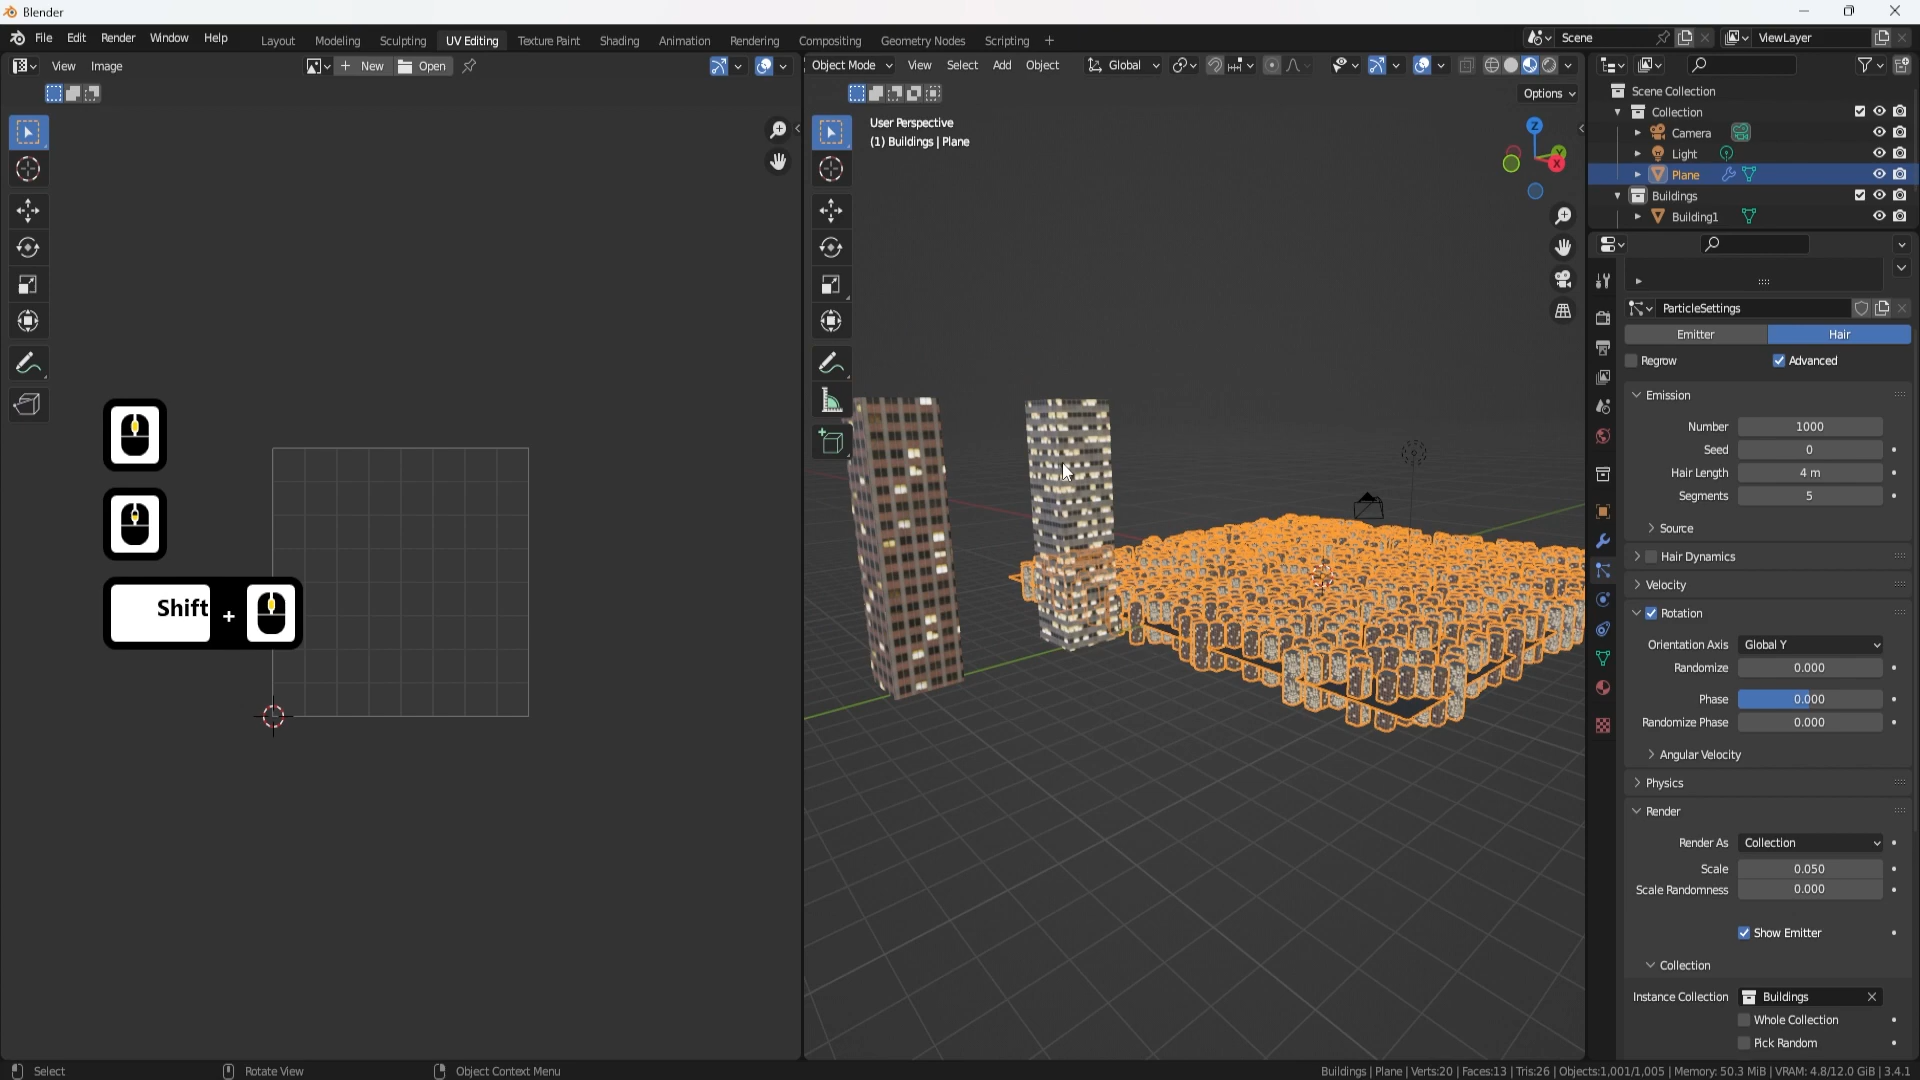 Blender
File Edit Render Window Help
Layout Modeling Sculpting UV Editing Texture Paint Shading Animation Rendering Compositing Geometry Nodes Scripting +
Scene
ViewLayer
View Image
+ New Open
Object Mode View Select Add Object Global
Options
User Perspective
(1) Buildings | Plane
Z
Y
X
Scene Collection
Collection
Camera
Light
Plane
Buildings
Building1
ParticleSettings
Emitter Hair
Regrow Advanced
Emission
Number 1000
Seed 0
Hair Length 4 m
Segments 5
Source
Hair Dynamics
Velocity
Rotation
Orientation Axis Global Y
Randomize 0.000
Phase 0.000
Randomize Phase 0.000
Angular Velocity
Physics
Render
Render As Collection
Scale 0.050
Scale Randomness 0.000
Show Emitter
Collection
Instance Collection Buildings
Whole Collection
Pick Random
Shift +
Select Rotate View Object Context Menu
Buildings | Plane | Verts:20 | Faces:13 | Tris:26 | Objects:1,001/1,005 | Memory: 50.3 MiB | VRAM: 4.8/12.0 GiB | 3.4.1